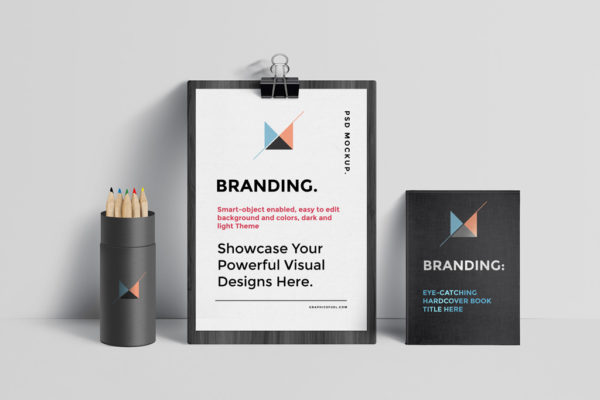 PSD MOCKUP.
BRANDING.
Smart-object enabled, easy to edit
background and colors, dark and
light Theme
Showcase Your
Powerful Visual
Designs Here.
GRAPHICSFUEL.COM
BRANDING:
EYE-CATCHING
HARDCOVER BOOK
TITLE HERE